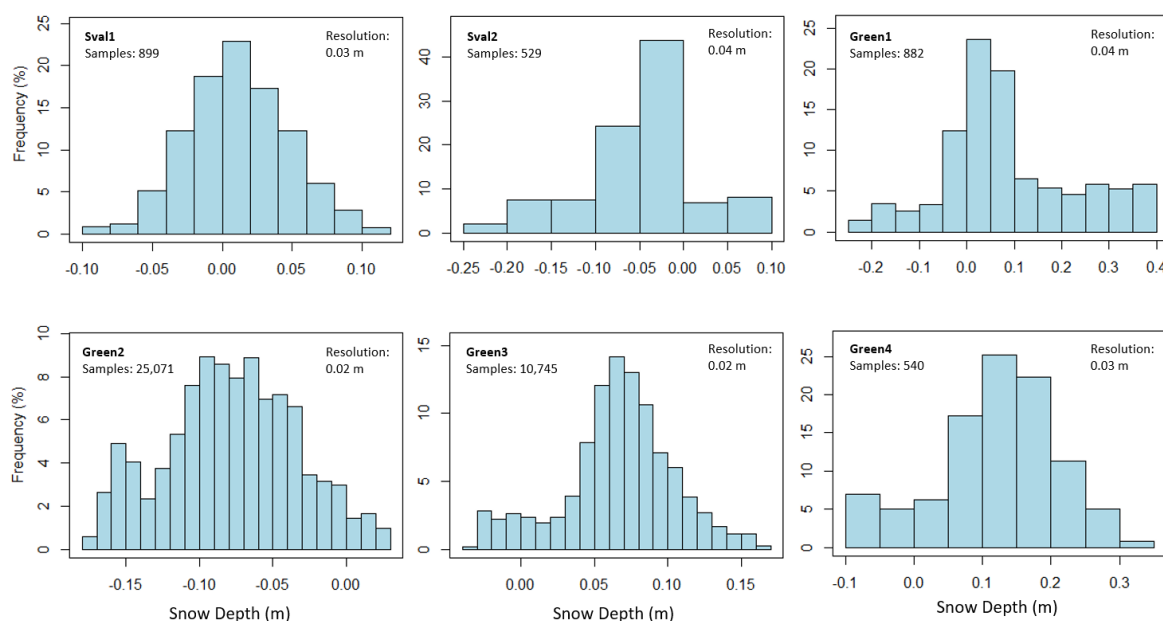 Sval1
Samples: 899
Resolution:
0.03 m
Frequency (%)
0
5
10
15
20
25
-0.10
-0.05
0.00
0.05
0.10
Sval2
Samples: 529
Resolution:
0.04 m
0
10
20
30
40
-0.25
-0.20
-0.15
-0.10
-0.05
0.00
0.05
0.10
Green1
Samples: 882
Resolution:
0.04 m
0
5
10
15
20
25
-0.2
-0.1
0.0
0.1
0.2
0.3
0.4
Green2
Samples: 25,071
Resolution:
0.02 m
Frequency (%)
0
2
4
6
8
10
-0.15
-0.10
-0.05
0.00
Snow Depth (m)
Green3
Samples: 10,745
Resolution:
0.02 m
0
5
10
15
0.00
0.05
0.10
0.15
Snow Depth (m)
Green4
Samples: 540
Resolution:
0.03 m
0
5
10
15
20
25
-0.1
0.0
0.1
0.2
0.3
Snow Depth (m)